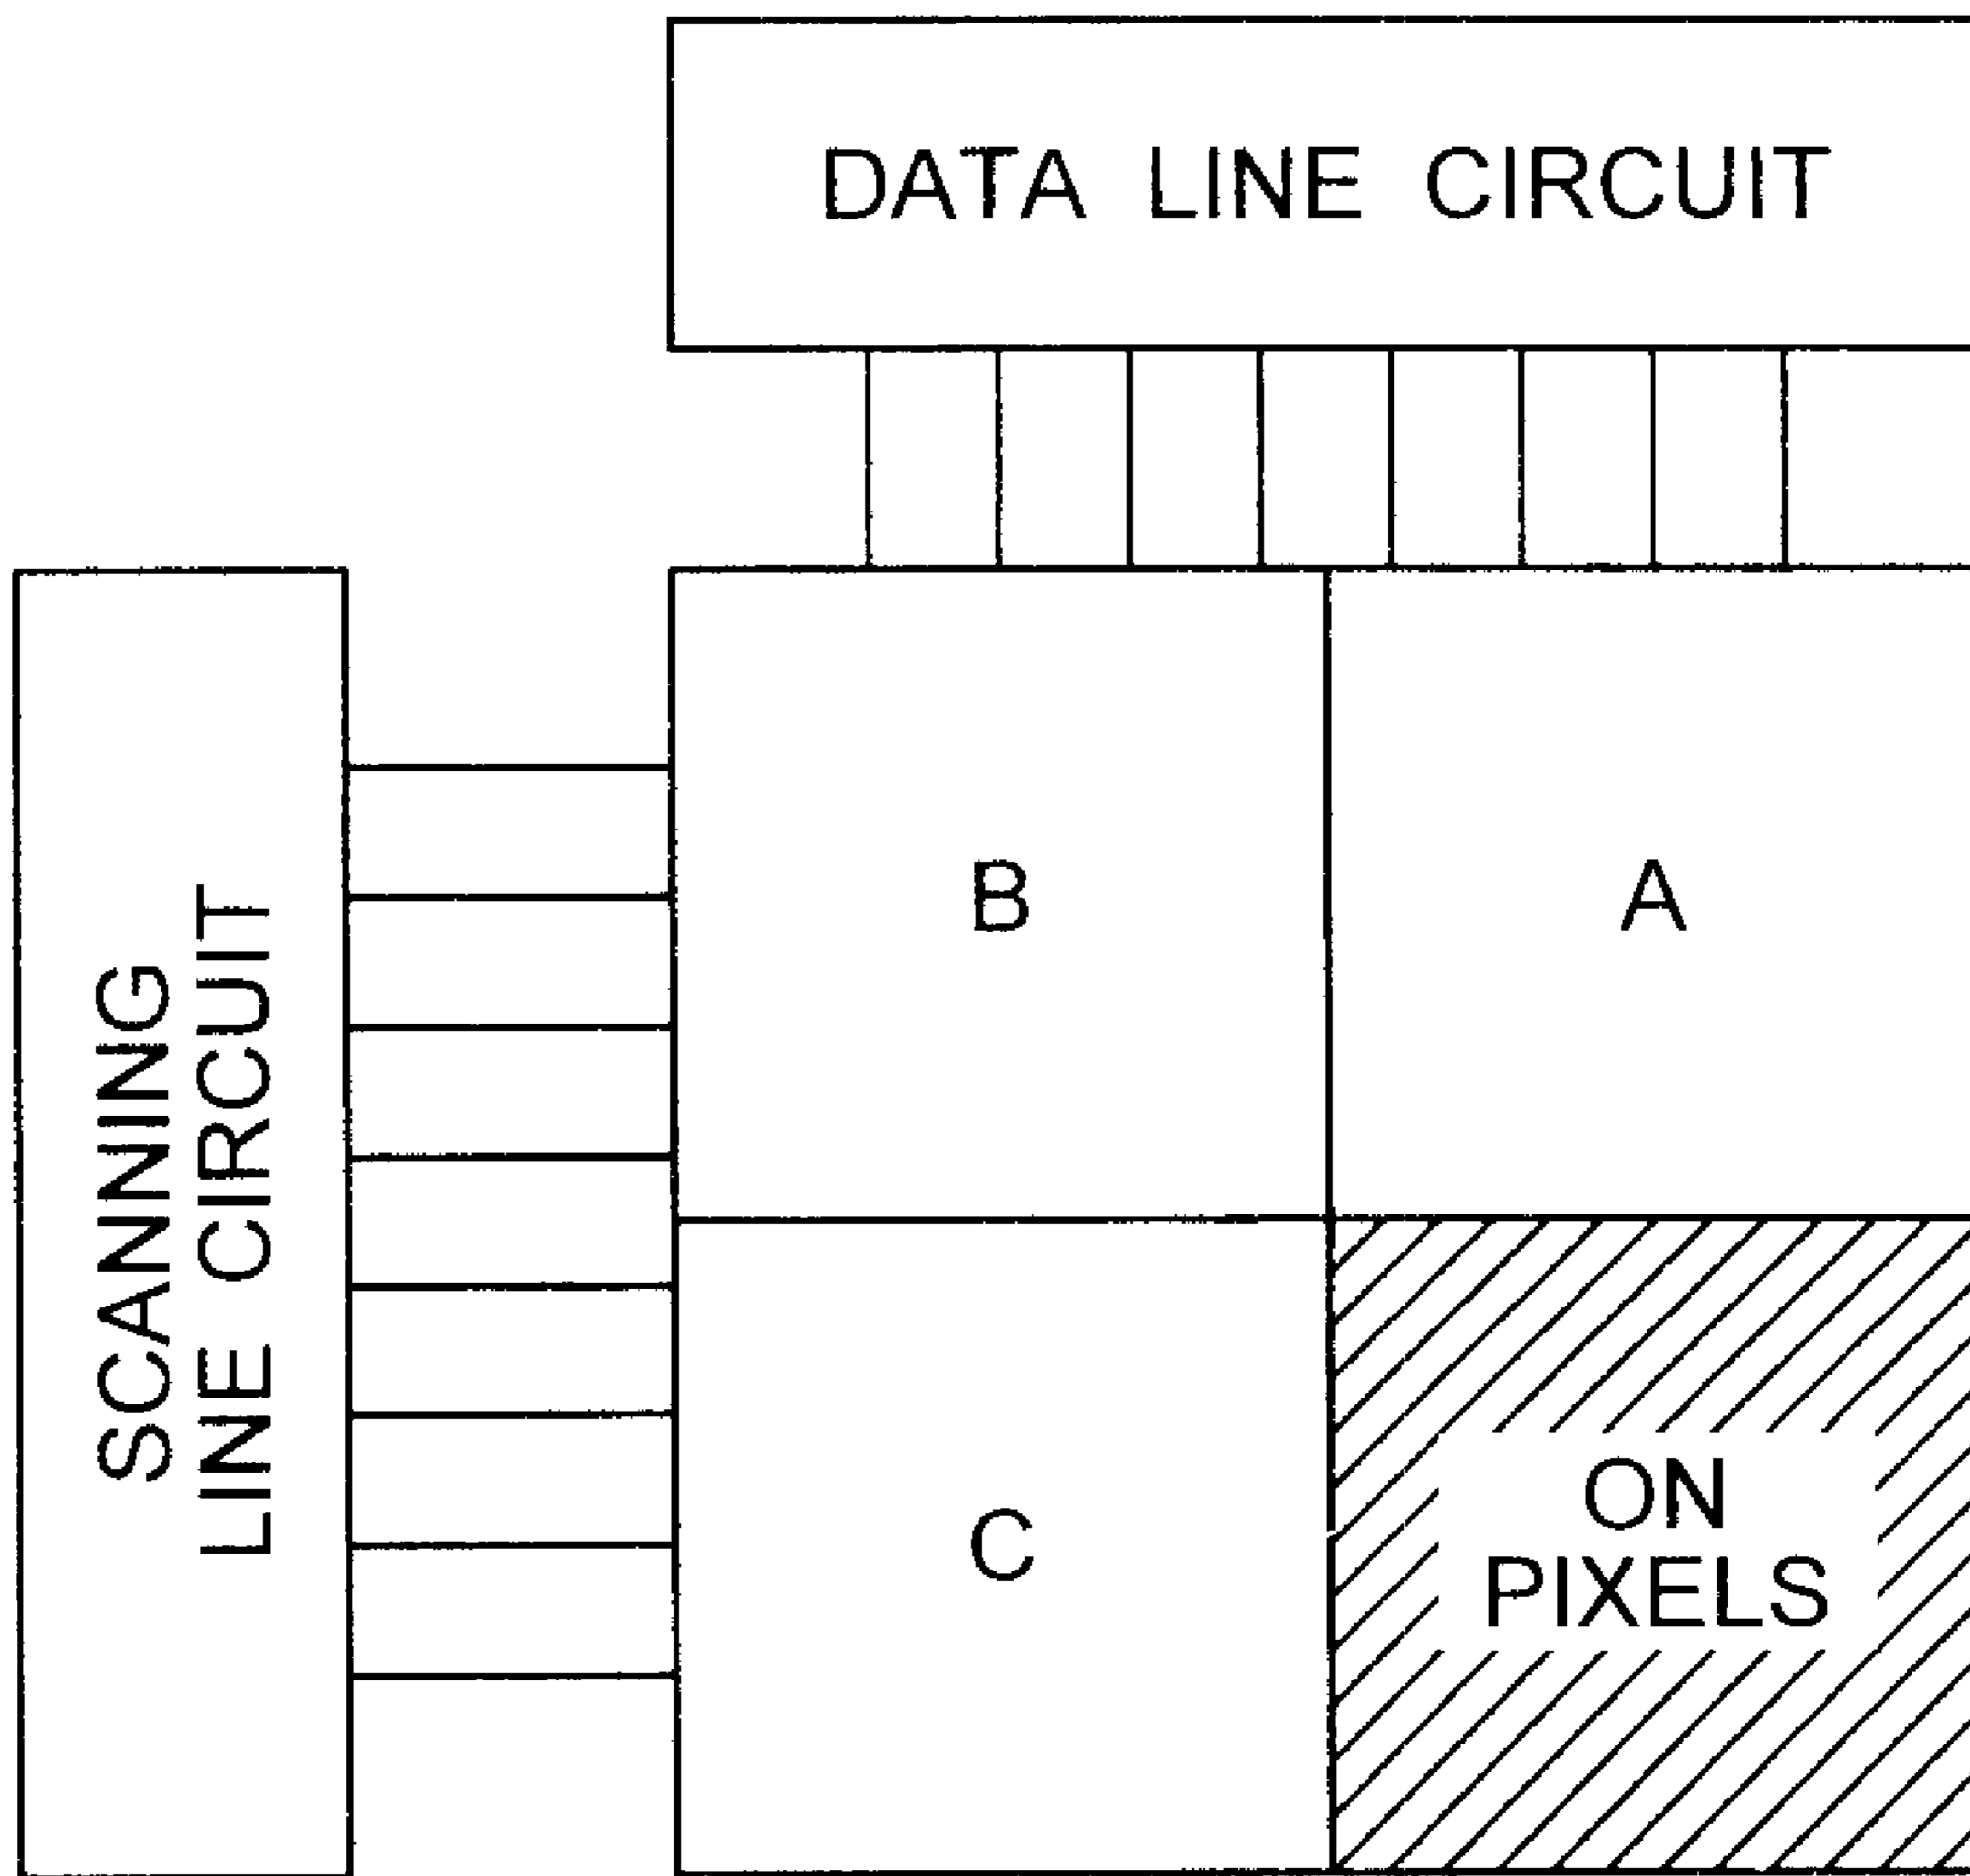 DATA LINE CIRCUIT
SCANNING
LINE CIRCUIT
B
A
C
ON
PIXELS